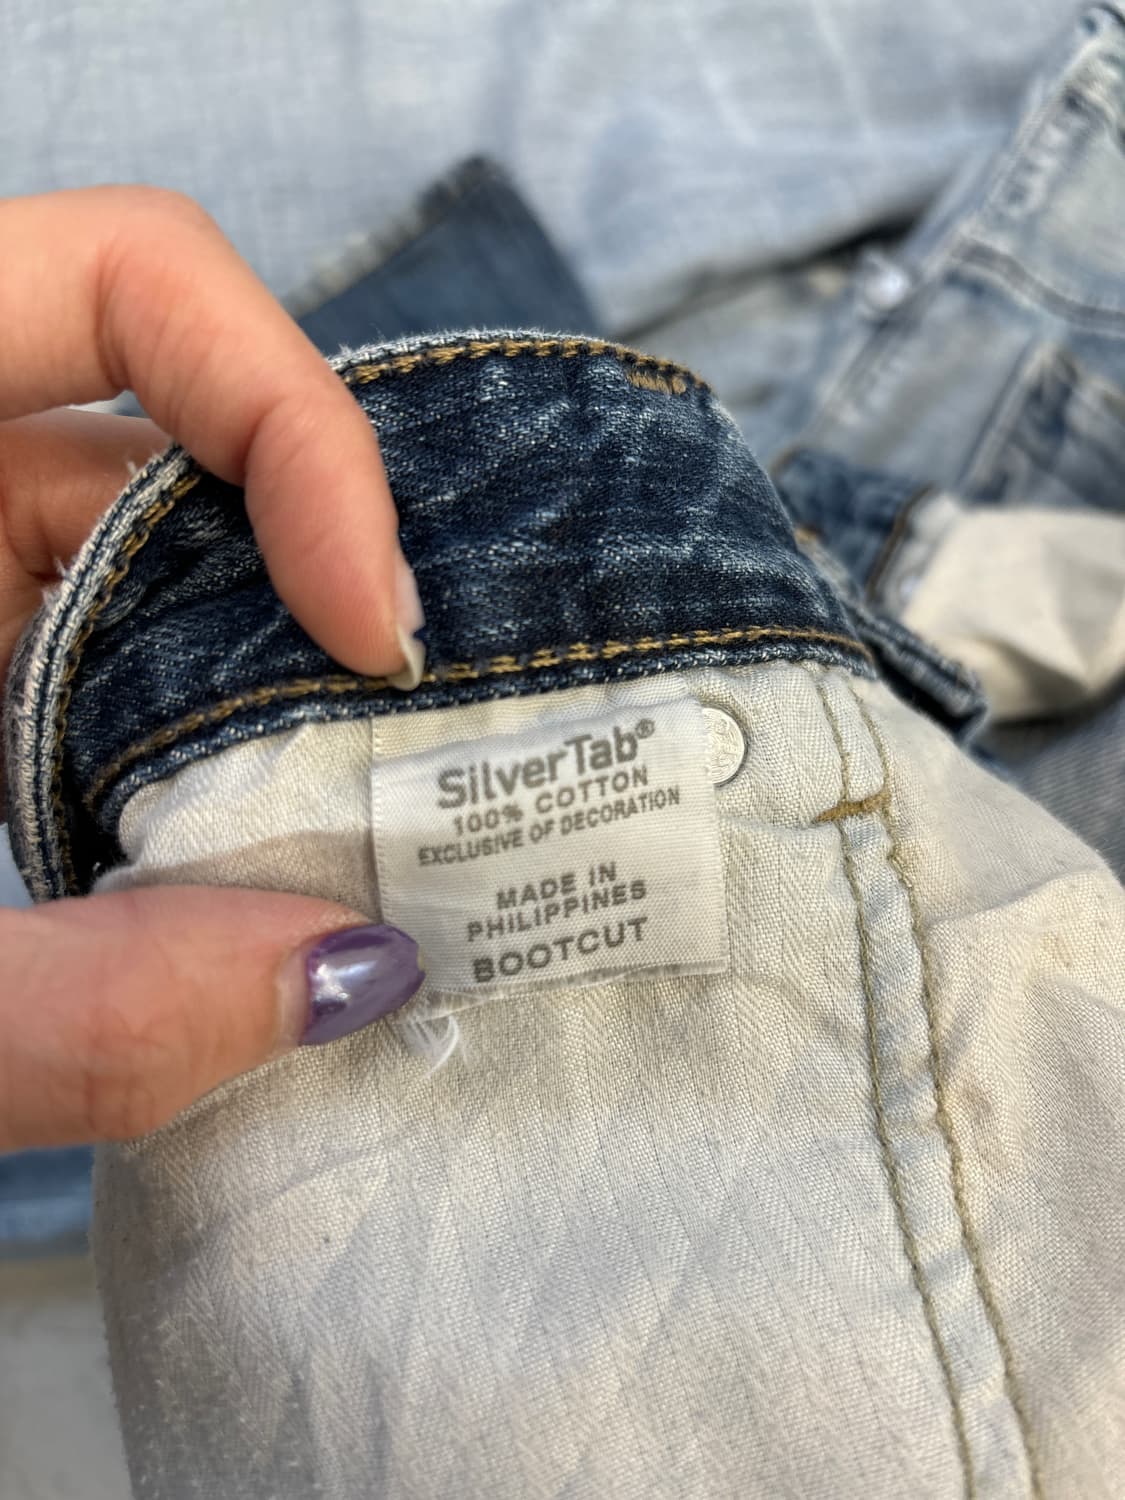 SilverTab®
100% COTTON
EXCLUSIVE OF DECORATION
MADE IN
PHILIPPINES
BOOTCUT